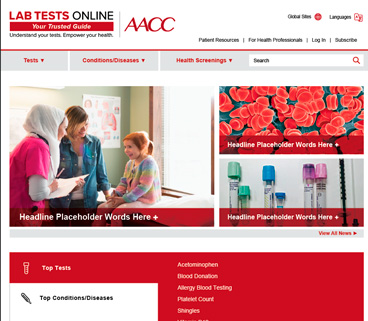 LAB TESTS ONLINE
Your Trusted Guide
Understand your tests. Empower your health.
AACC
Global Sites
Languages
Patient Resources | For Health Professionals | Log In | Subscribe
Tests ▼
Conditions/Diseases ▼
Health Screenings ▼
Search
Headline Placeholder Words Here +
Headline Placeholder Words Here +
Headline Placeholder Words Here +
View All News ►
Top Tests
Top Conditions/Diseases
Acetominophen
Blood Donation
Allergy Blood Testing
Platelet Count
Shingles